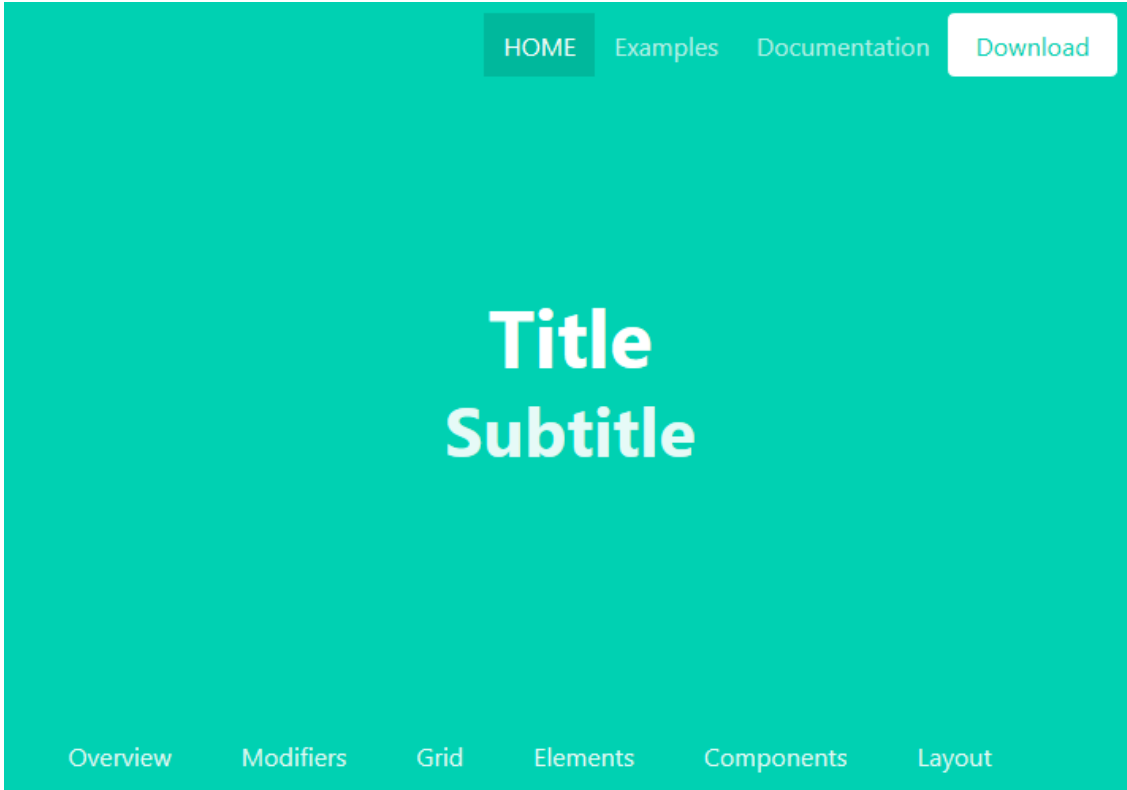 HOME Examples Documentation Download
Title
Subtitle
Overview Modifiers Grid Elements Components Layout